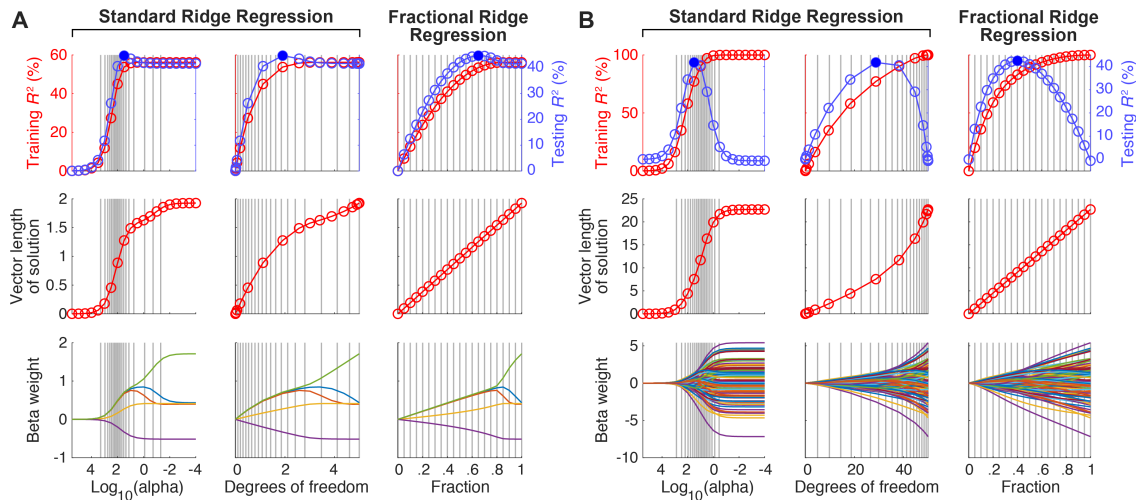 A
Standard Ridge Regression
Fractional Ridge
Regression
Training R² (%)
60
40
20
0
Testing R² (%)
40
30
20
10
0
Vector length
of solution
2
1.5
1
0.5
0
Beta weight
2
1
0
-1
4 2 0 -2 -4
Log10(alpha)
0 2 4
Degrees of freedom
0 .2 .4 .6 .8 1
Fraction
B
Standard Ridge Regression
Fractional Ridge
Regression
Training R² (%)
100
50
0
Testing R² (%)
40
30
20
10
0
Vector length
of solution
25
20
15
10
5
0
Beta weight
5
0
-5
-10
4 2 0 -2 -4
Log10(alpha)
0 20 40
Degrees of freedom
0 .2 .4 .6 .8 1
Fraction